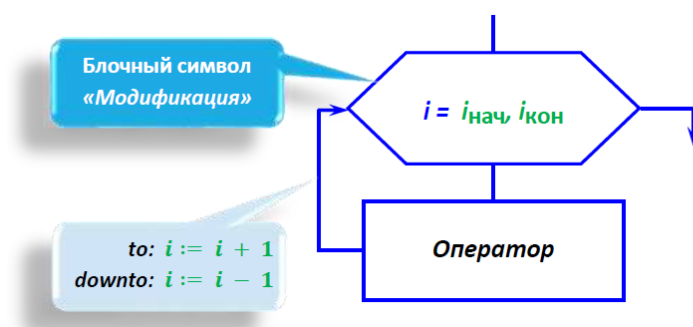 Блочный символ
«Модификация»
i = iнач, iкон
to: i := i + 1
downto: i := i − 1
Оператор